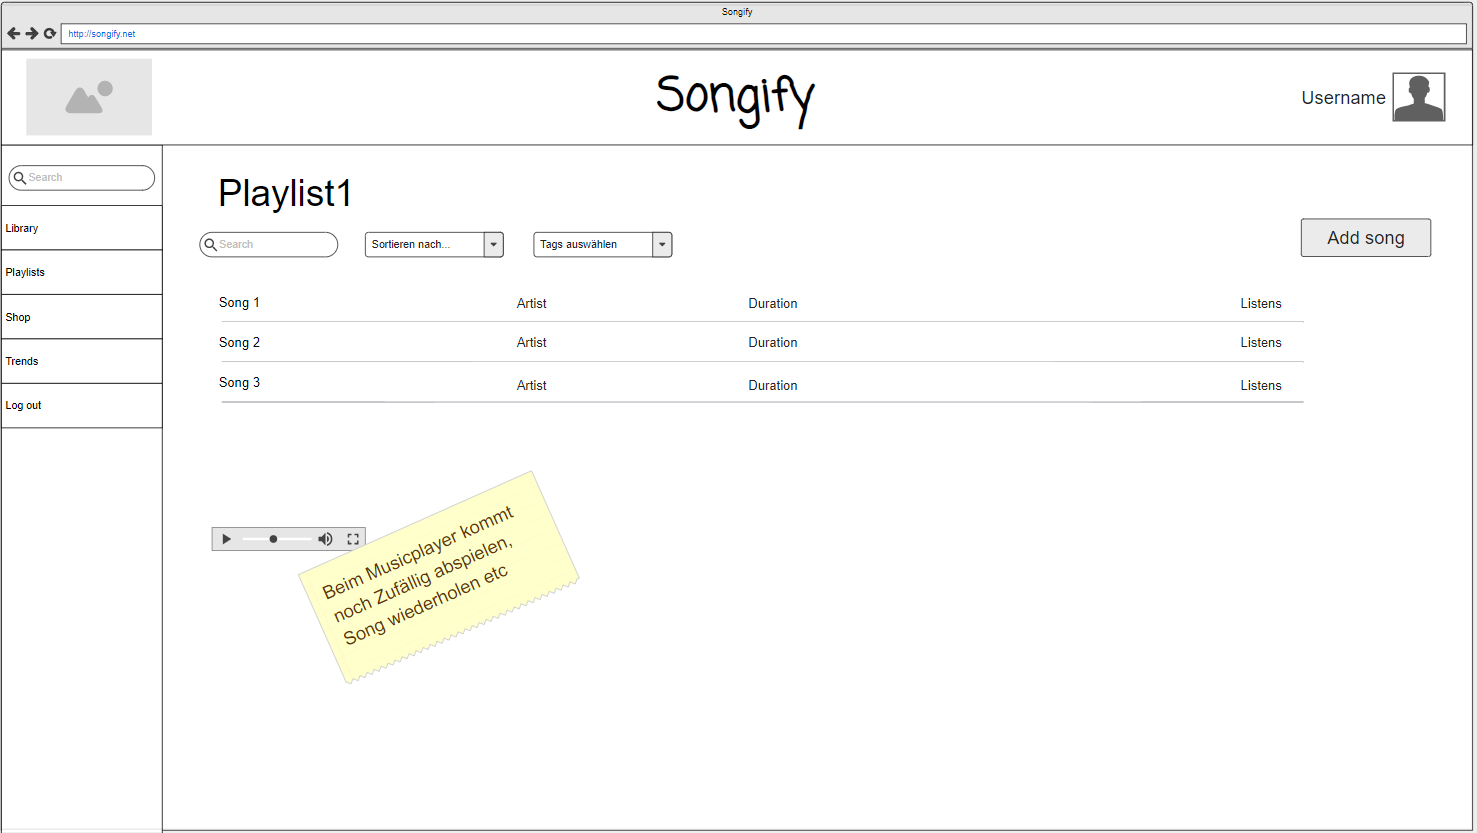 Songify
http://songify.net
Songify
Username
Search
Library
Playlists
Shop
Trends
Log out
Playlist1
Search
Sortieren nach...
Tags auswählen
Add song
Song 1 Artist Duration Listens
Song 2 Artist Duration Listens
Song 3 Artist Duration Listens
Beim Musicplayer kommt
noch Zufällig abspielen,
Song wiederholen etc